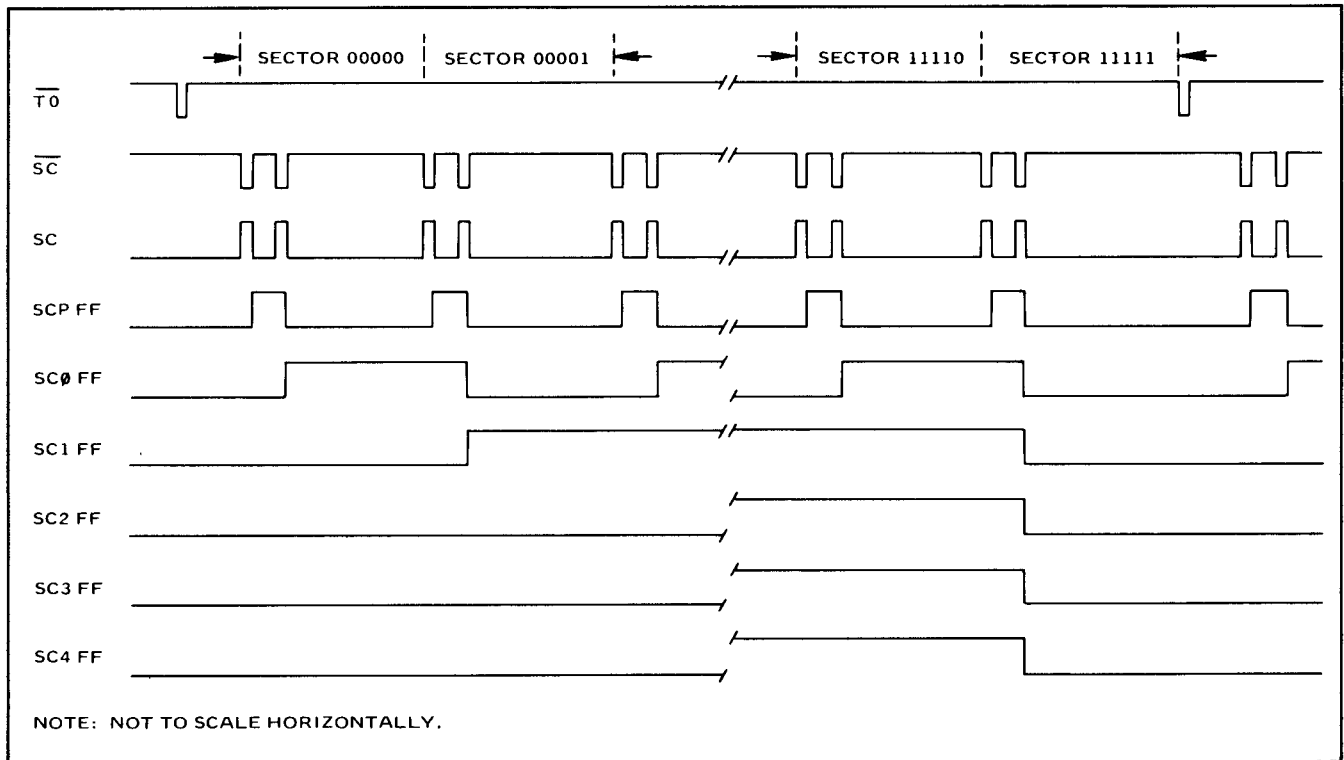 SECTOR 00000 SECTOR 00001 SECTOR 11110 SECTOR 11111
T0
SC
SC
SCP FF
SCØ FF
SC1 FF
SC2 FF
SC3 FF
SC4 FF
NOTE: NOT TO SCALE HORIZONTALLY.